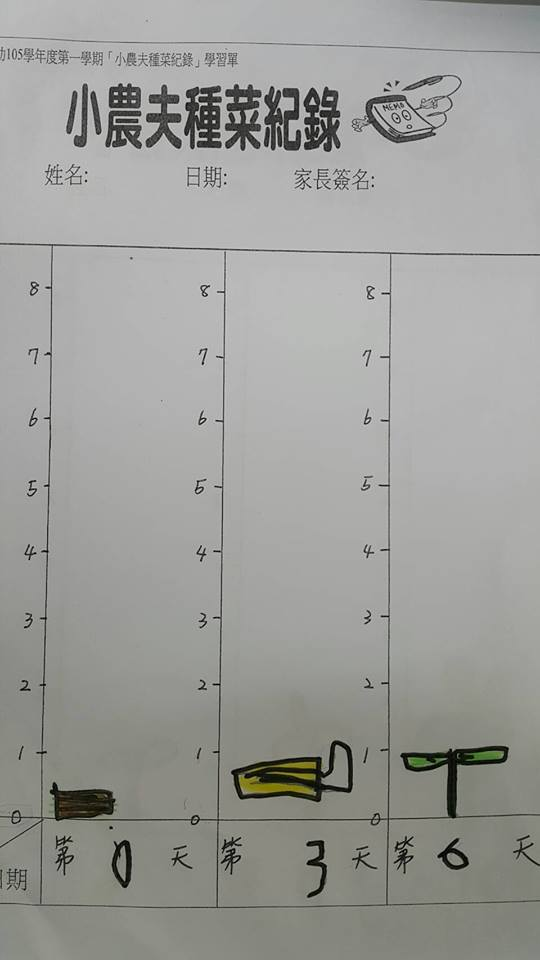 105學年度第一學期「小農夫種菜紀錄」學習單
小農夫種菜紀錄
MEMO
姓名: 日期: 家長簽名:
8 8 8
7 7 7
6 6 6
5 5 5
4 4 4
3 3 3
2 2 2
1 1 1
0 0 0
第 0 天 第 3 天 第 6 天
日期